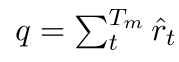 $q = \sum_{t}^{T_m} \hat{r}_t$